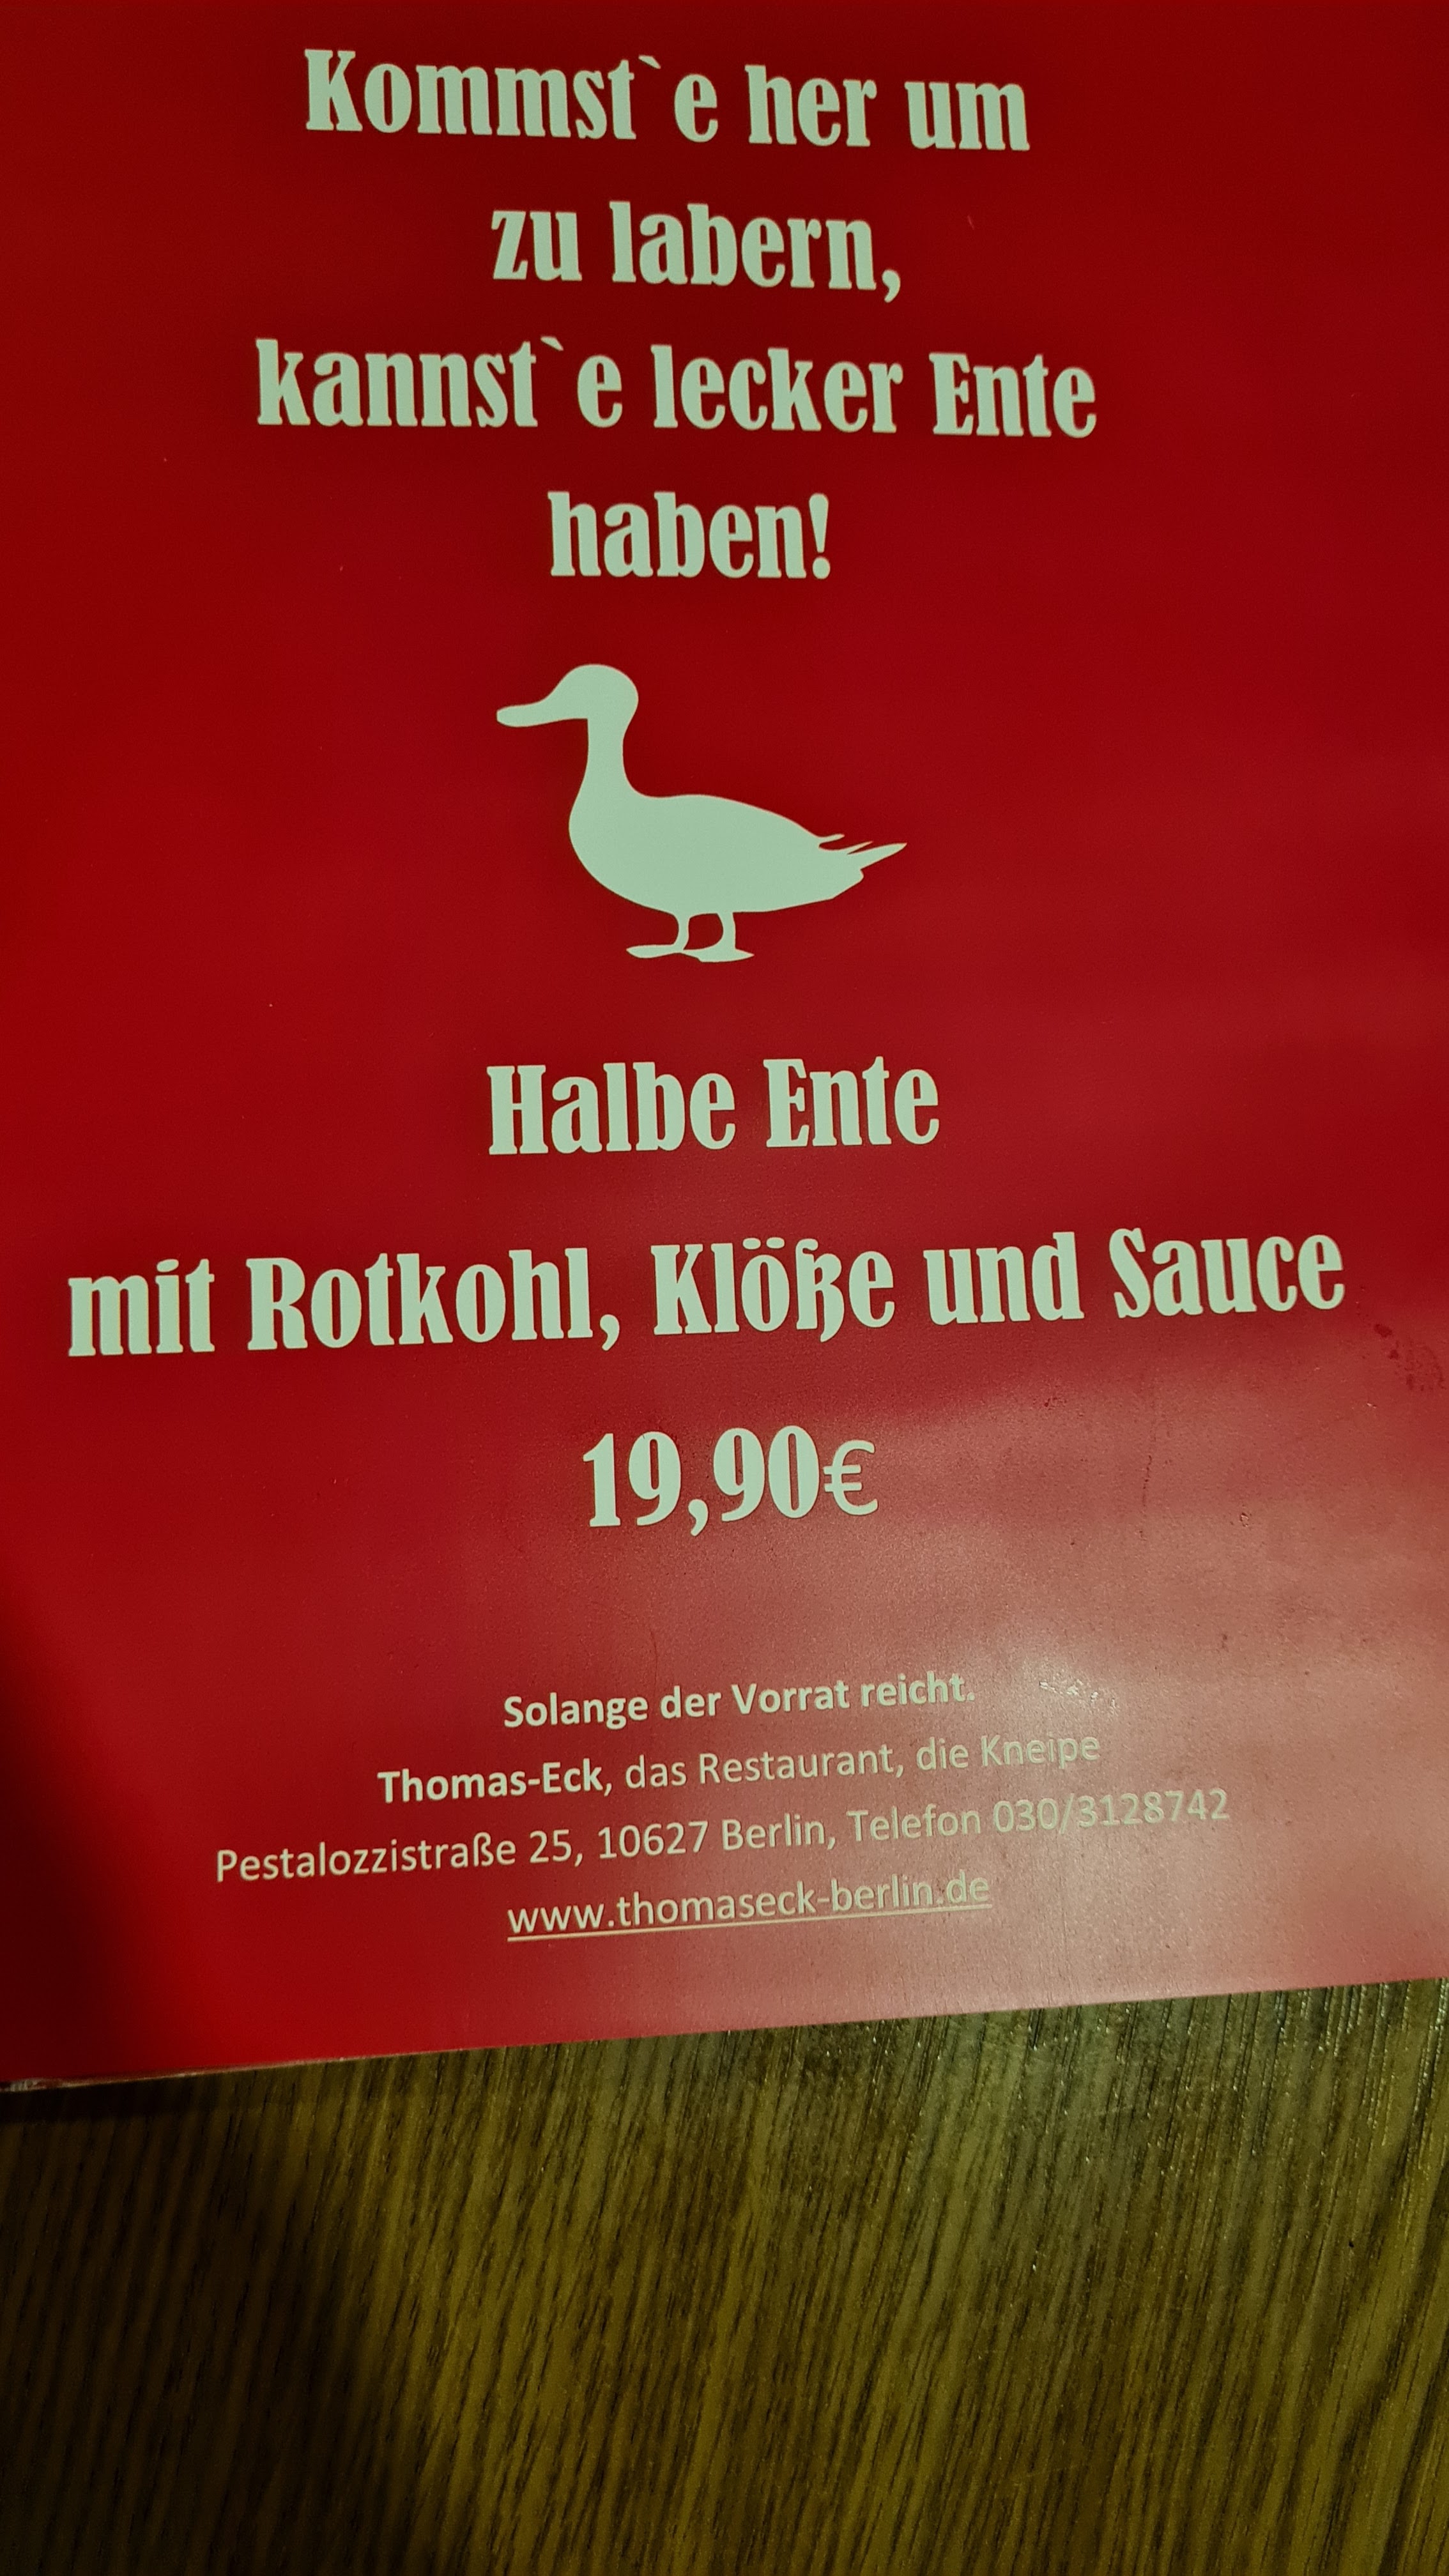 Kommst`e her um
zu labern,
kannst`e lecker Ente
haben!
Halbe Ente
mit Rotkohl, Klöße und Sauce
19,90€
Solange der Vorrat reicht.
Thomas-Eck, das Restaurant, die Kneipe
Pestalozzistraße 25, 10627 Berlin, Telefon 030/3128742
www.thomaseck-berlin.de